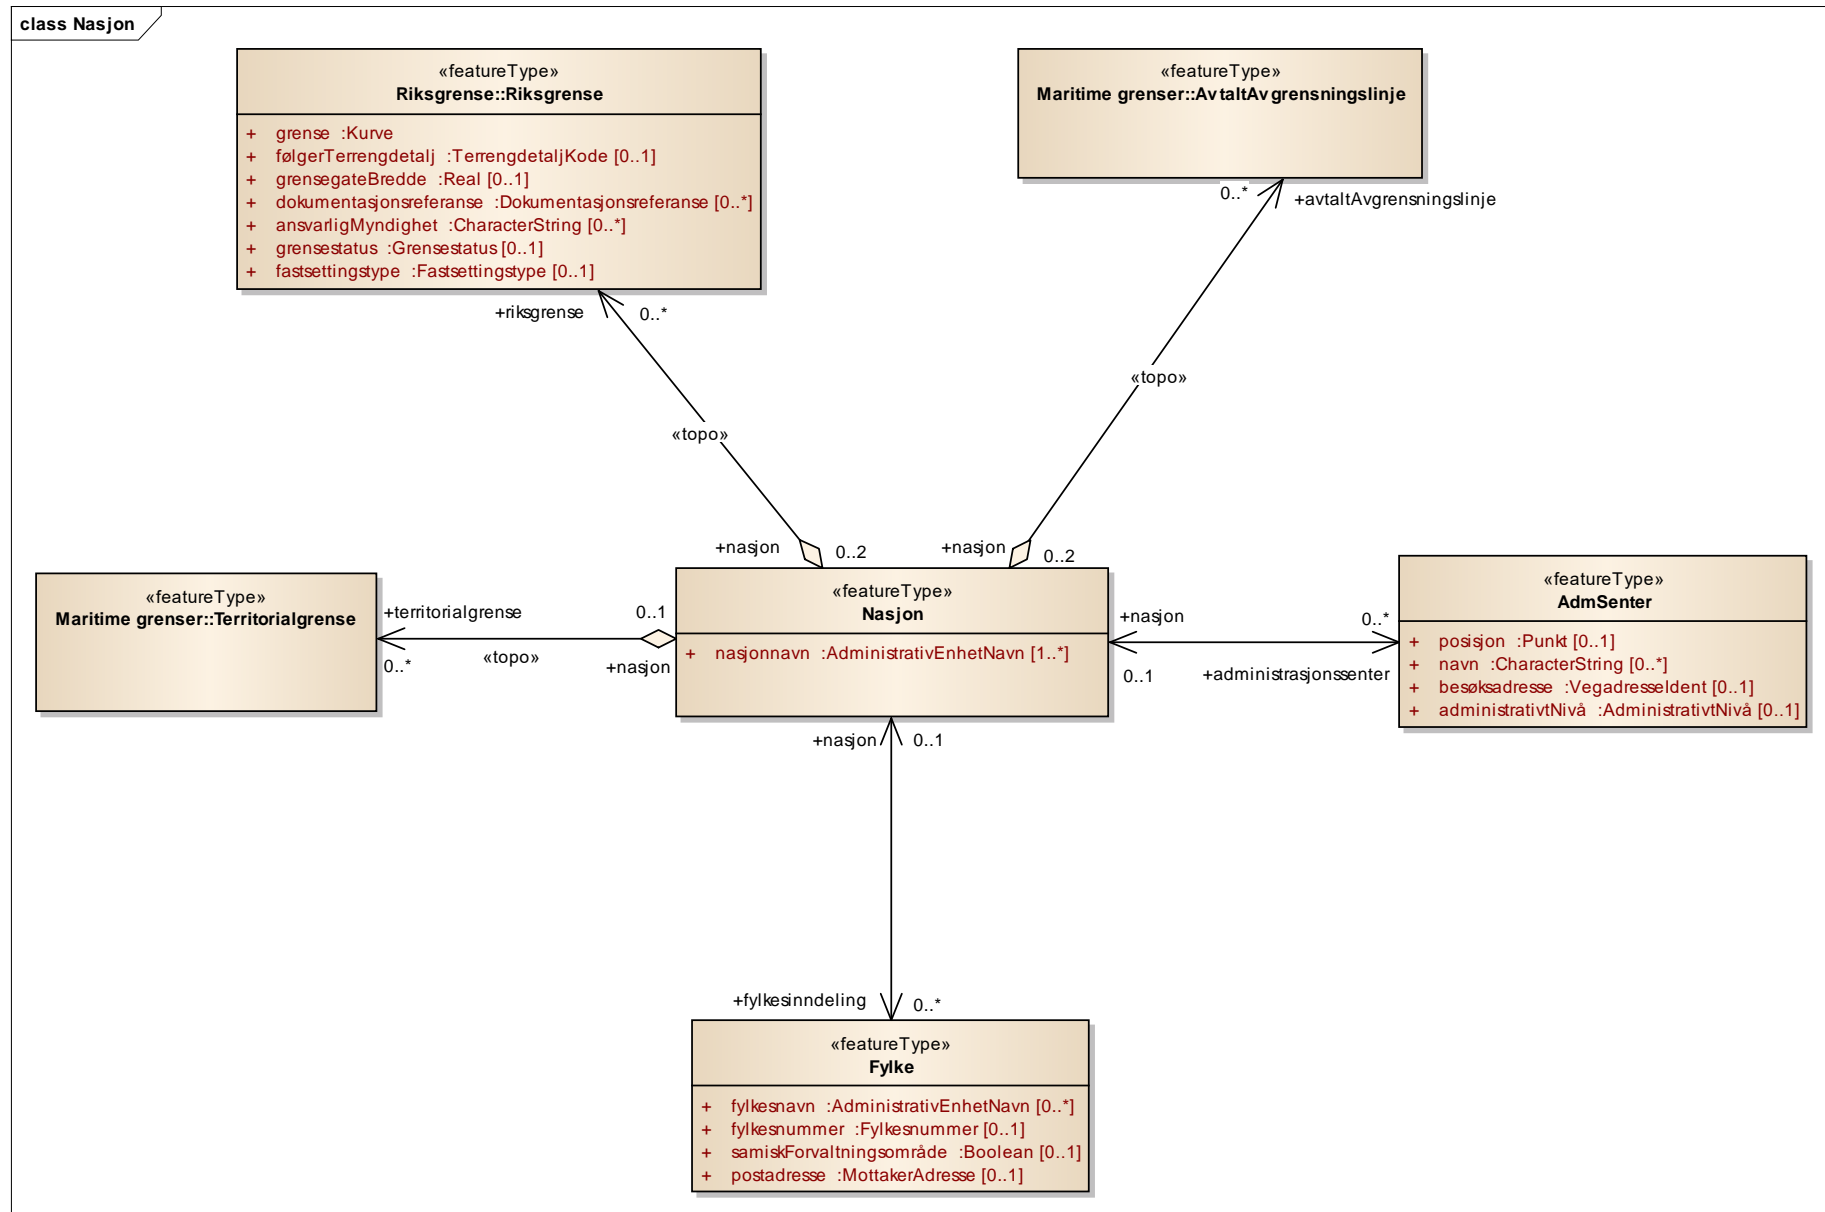 class Nasjon
«featureType»
Riksgrense::Riksgrense
+ grense :Kurve
+ følgerTerrengdetalj :TerrengdetaljKode [0..1]
+ grensegateBredde :Real [0..1]
+ dokumentasjonsreferanse :Dokumentasjonsreferanse [0..*]
+ ansvarligMyndighet :CharacterString [0..*]
+ grensestatus :Grensestatus [0..1]
+ fastsettingstype :Fastsettingstype [0..1]
«featureType»
Maritime grenser::AvtaltAvgrensningslinje
0..*
+avtaltAvgrensningslinje
+riksgrense
0..*
«topo»
«topo»
+nasjon
0..2
+nasjon
0..2
«featureType»
Maritime grenser::Territorialgrense
+territorialgrense
0..1
0..*
«topo»
+nasjon
«featureType»
Nasjon
+ nasjonnavn :AdministrativEnhetNavn [1..*]
+nasjon
0..*
0..1
+administrasjonssenter
«featureType»
AdmSenter
+ posisjon :Punkt [0..1]
+ navn :CharacterString [0..*]
+ besøksadresse :VegadresseIdent [0..1]
+ administrativtNivå :AdministrativtNivå [0..1]
+nasjon
0..1
+fylkesinndeling
0..*
«featureType»
Fylke
+ fylkesnavn :AdministrativEnhetNavn [0..*]
+ fylkesnummer :Fylkesnummer [0..1]
+ samiskForvaltningsområde :Boolean [0..1]
+ postadresse :MottakerAdresse [0..1]